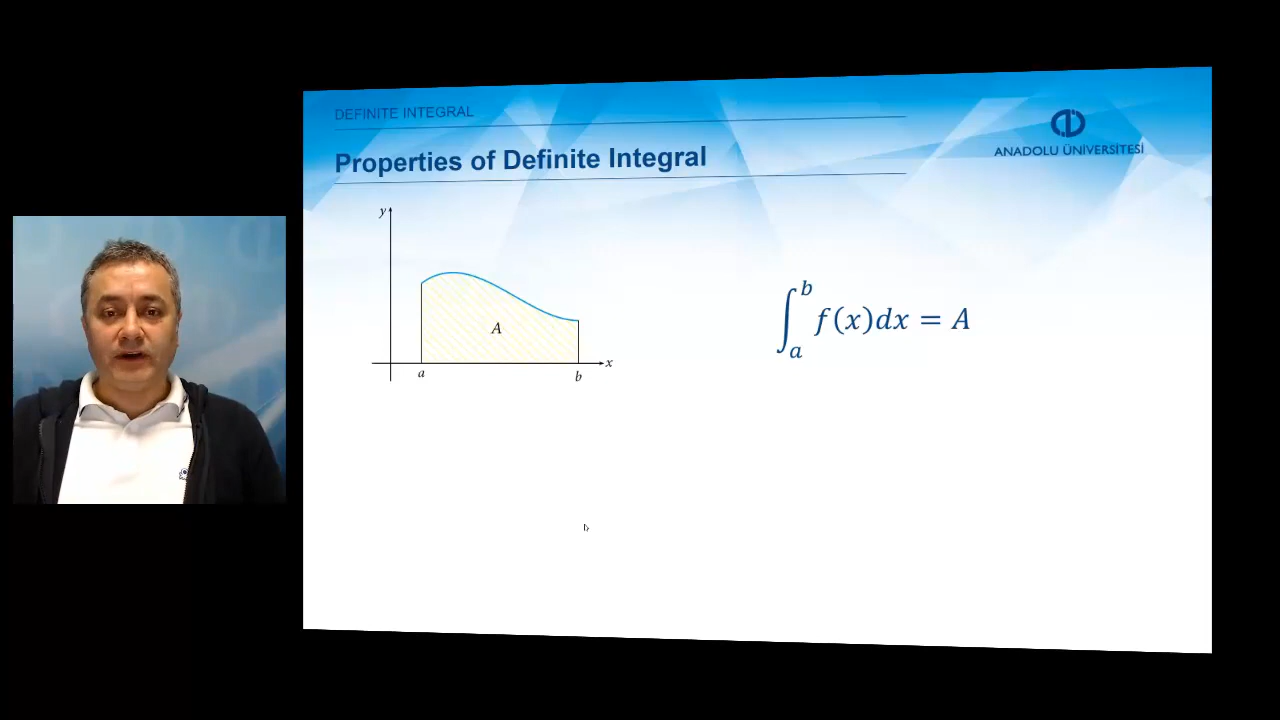 DEFINITE INTEGRAL
Properties of Definite Integral
ANADOLU ÜNİVERSİTESİ
y
A
a
b
x
∫_a^b f(x)dx = A